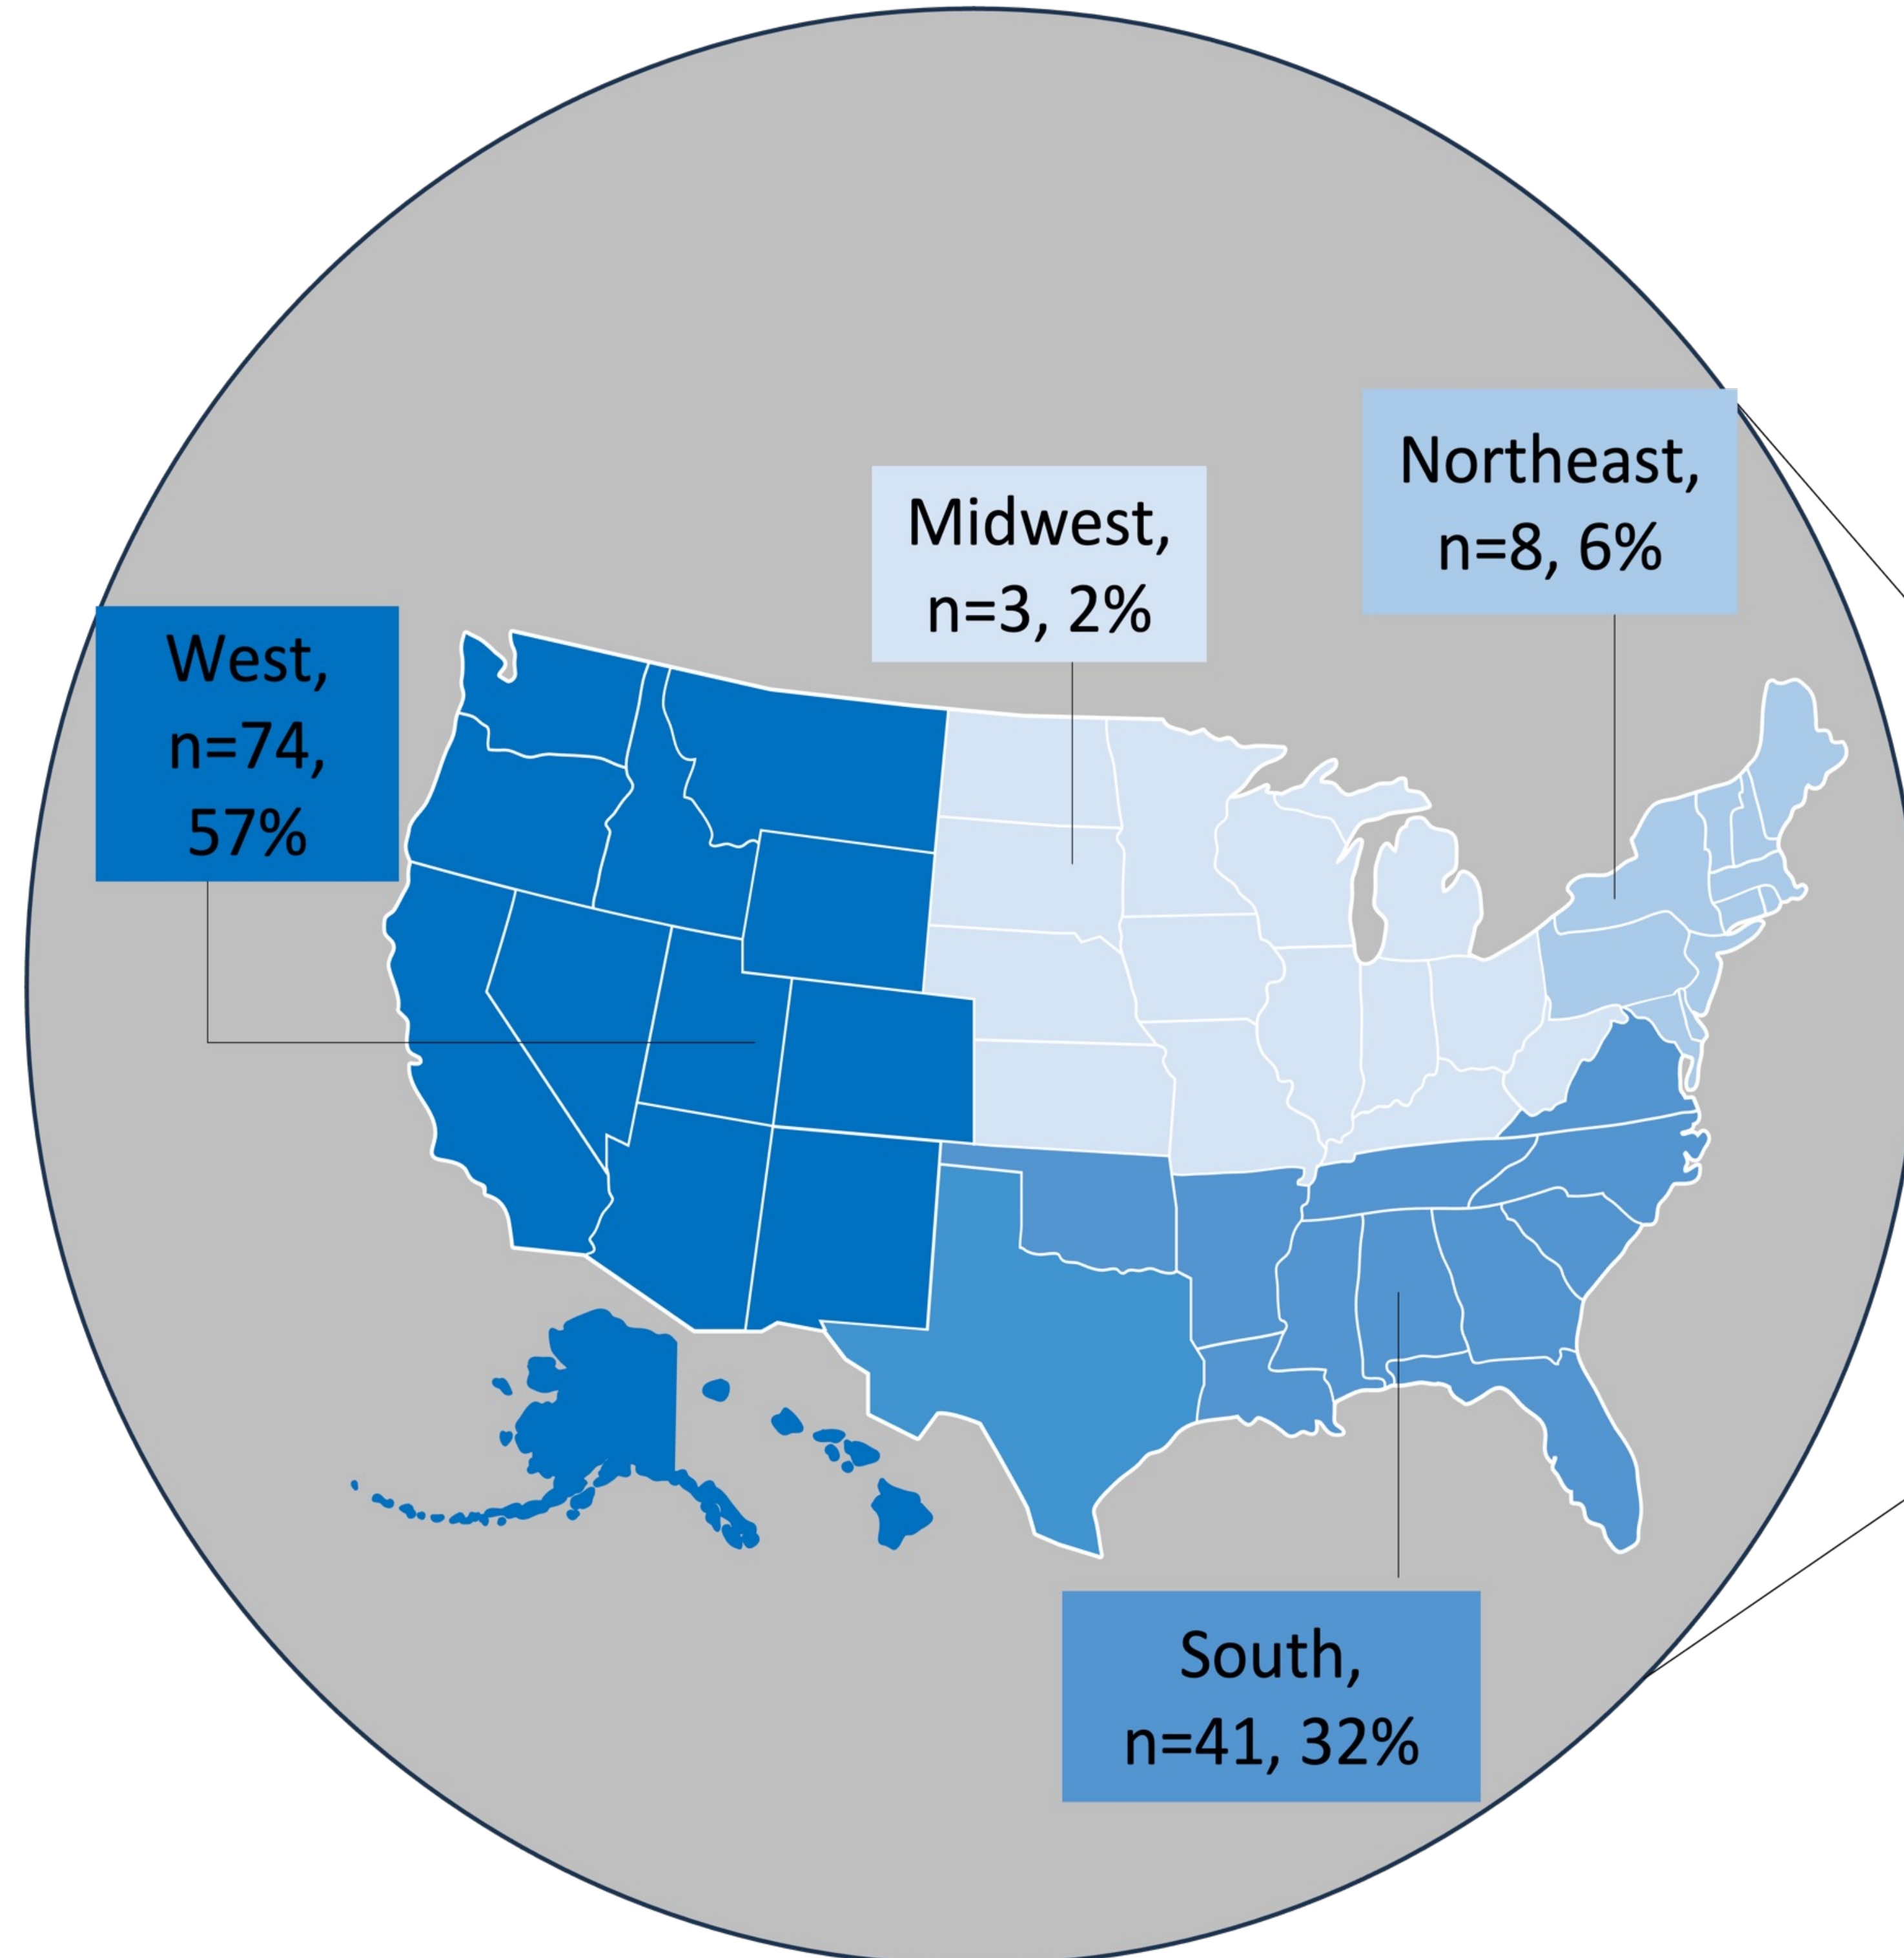 Northeast,
n=8, 6%
Midwest,
n=3, 2%
West,
n=74,
57%
South,
n=41, 32%